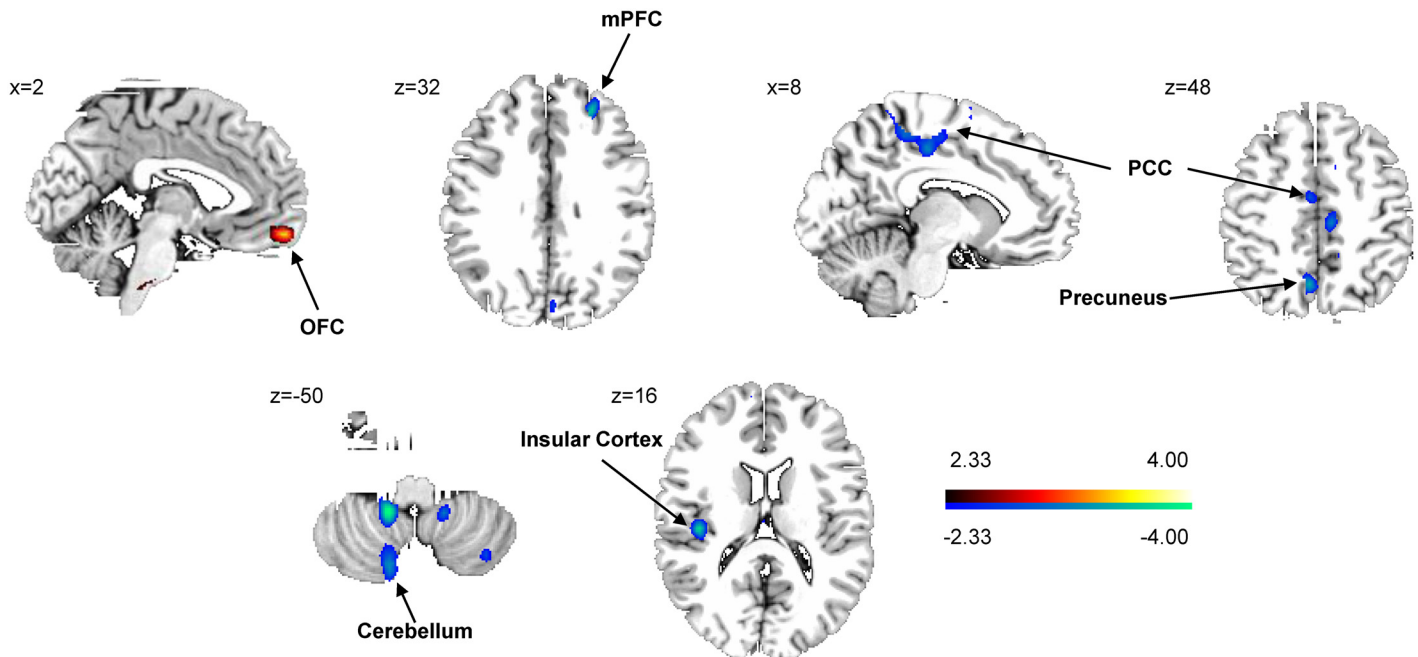 mPFC
x=2
z=32
x=8
z=48
PCC
Precuneus
OFC
z=-50
z=16
Insular Cortex
2.33 4.00
-2.33 -4.00
Cerebellum